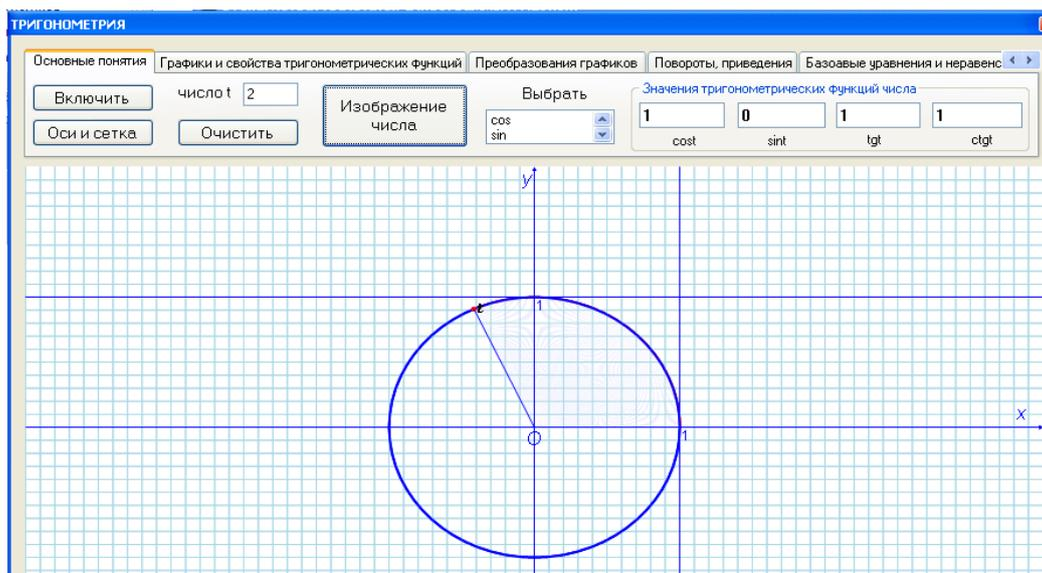 ТРИГОНОМЕТРИЯ
Основные понятия Графики и свойства тригонометрических функций Преобразования графиков Повороты, приведения Базоавые уравнения и неравенс
Включить число t 2 Изображение числа Выбрать Значения тригонометрических функций числа
cos 1 0 1 1
Оси и сетка Очистить sin cost sint tgt ctgt
y
t
1
x
O
1